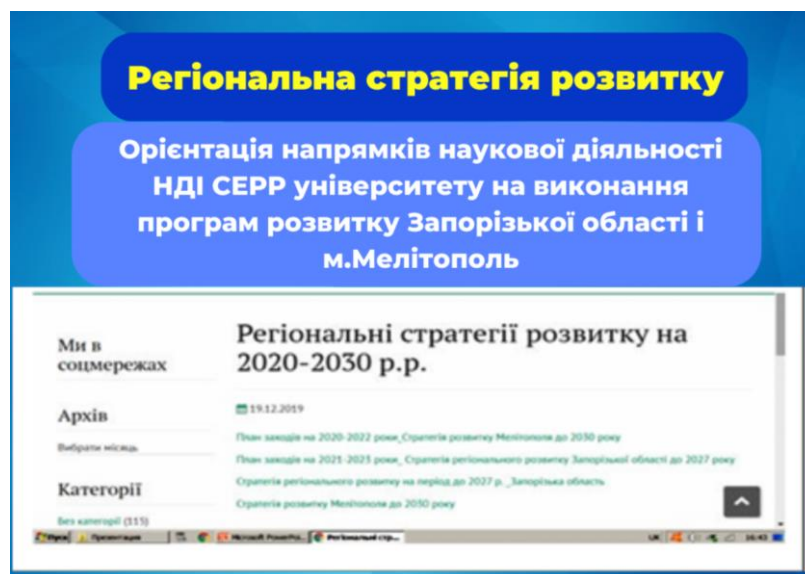 Регіональна стратегія розвитку
Орієнтація напрямків наукової діяльності
НДІ СЕРР університету на виконання
програм розвитку Запорізької області і
м.Мелітополь
Ми в
соцмережах
Архів
Вибрати місяць
Категорії
Без категорії (115)
Регіональні стратегії розвитку на
2020-2030 р.р.
19.12.2019
План заходів на 2020-2022 роки_Стратегія розвитку Мелітополя до 2030 року
План заходів на 2021-2023 роки_ Стратегія регіонального розвитку Запорізької області до 2027 року
Стратегія регіонального розвитку на період до 2027 р. _Запорізька область
Стратегія розвитку Мелітополя до 2030 року
Пуск Презентация Microsoft PowerPo... Регіональні стр... UK 16:43